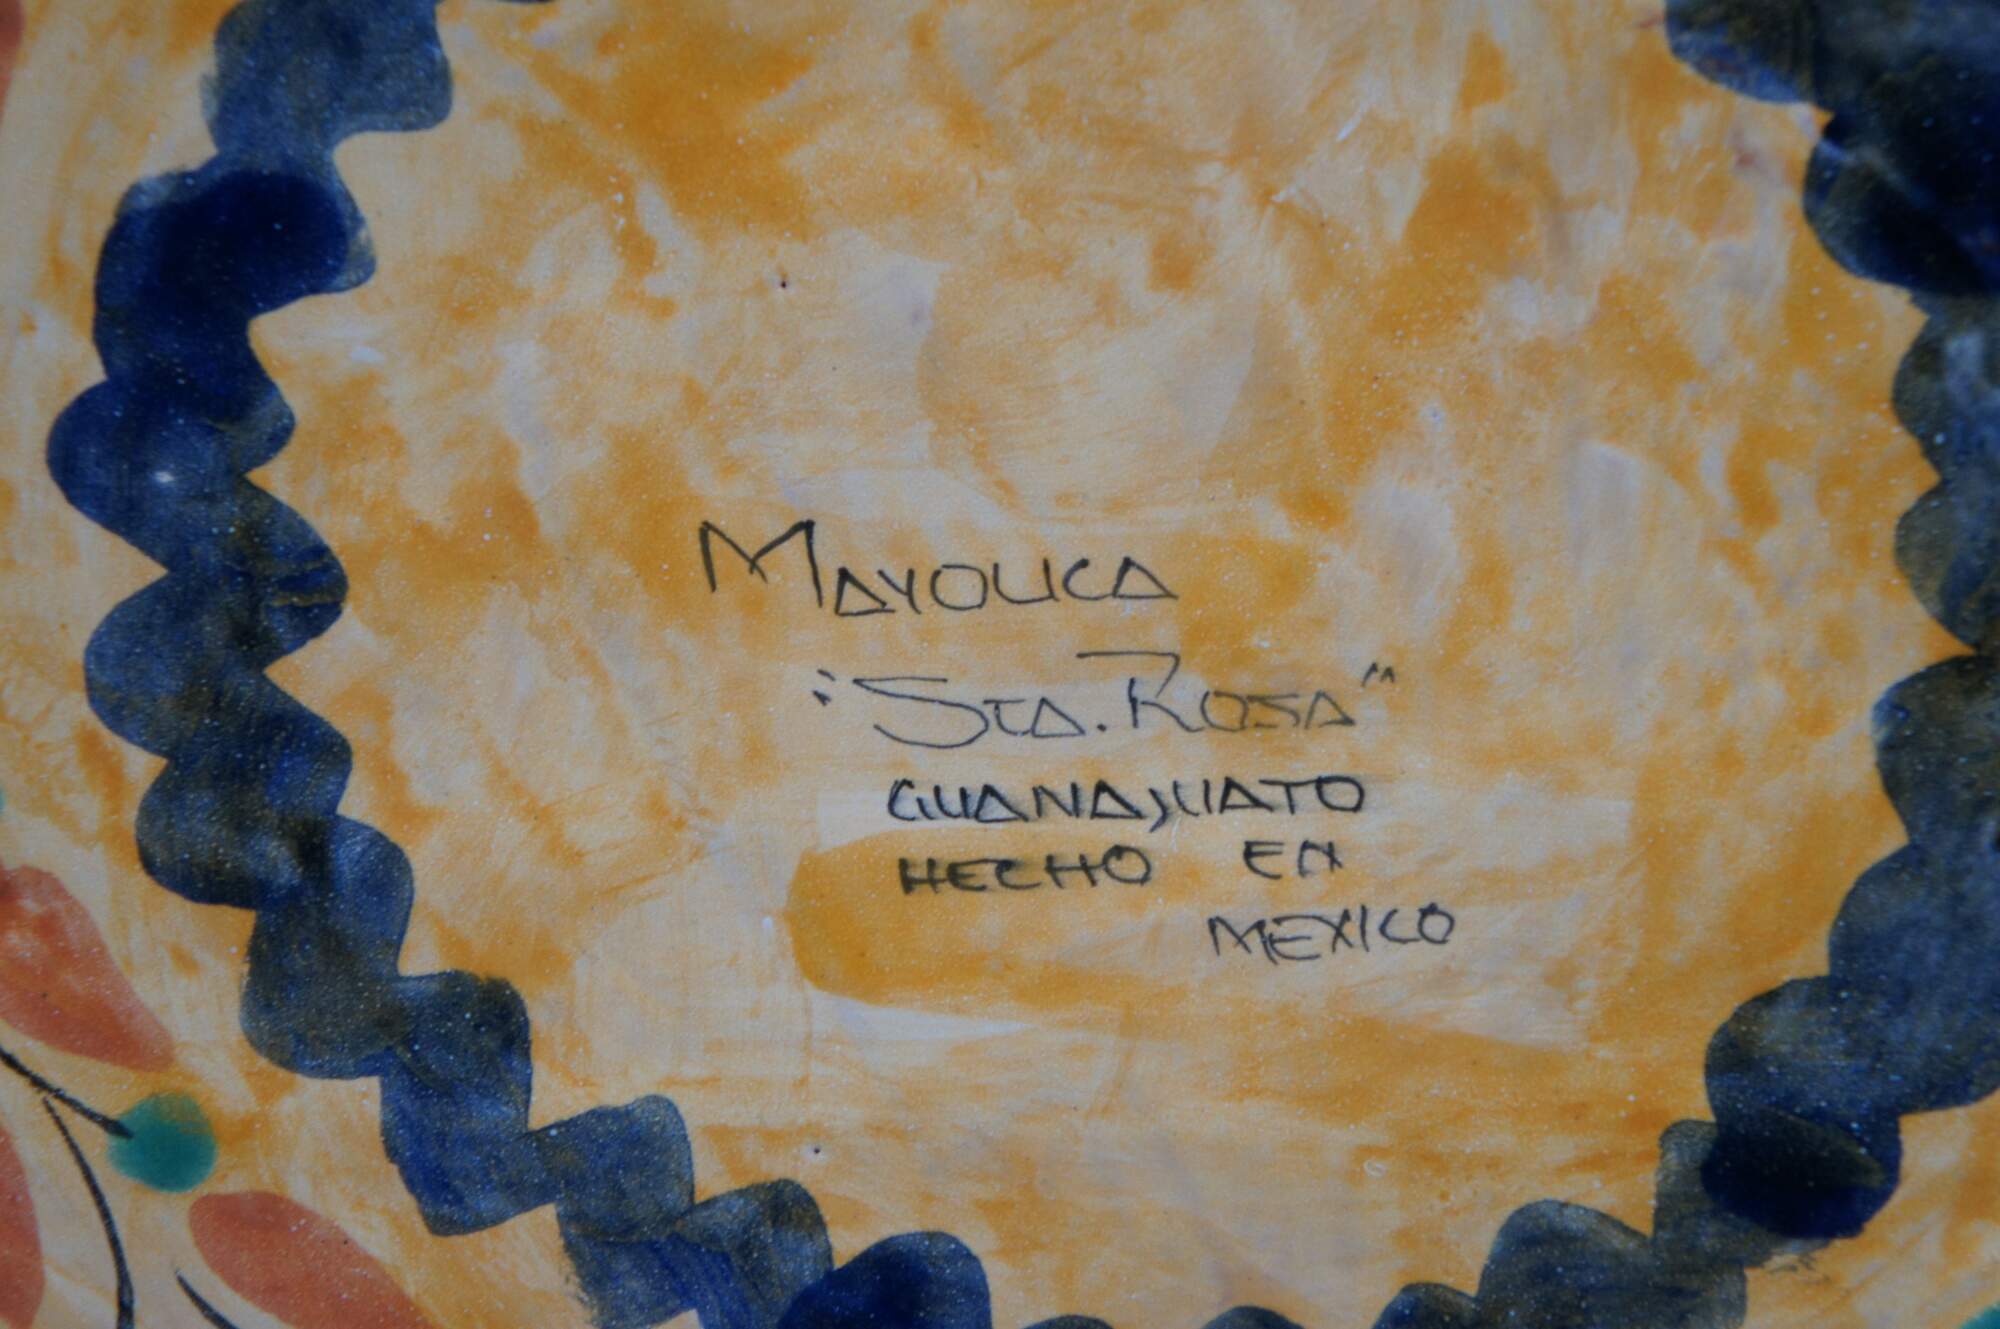 MAYOLICA
"STA. ROSA"
GUANAJUATO
HECHO EN
MEXICO